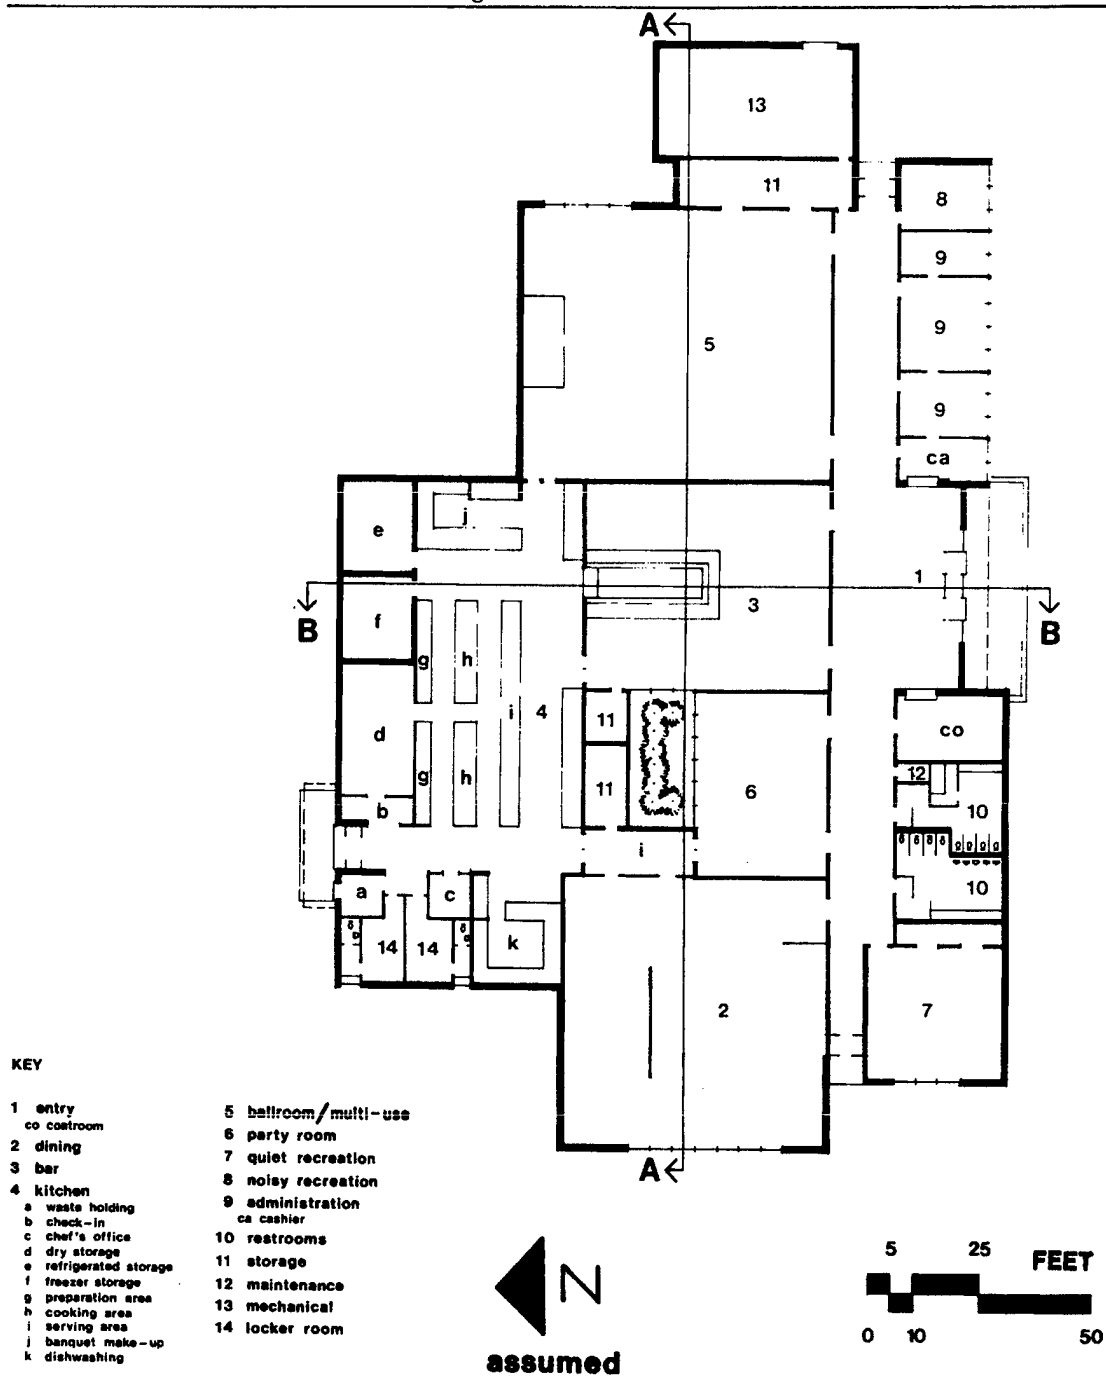 A
13
11
8
9
5
9
9
ca
e
j
1
3
f
B
B
g
h
i
4
11
co
d
12
g
h
11
6
10
b
i
a
c
10
14
14
k
2
7
KEY
1 entry
co coatroom
2 dining
3 bar
4 kitchen
a waste holding
b check-in
c chef's office
d dry storage
e refrigerated storage
f freezer storage
g preparation area
h cooking area
i serving area
j banquet make-up
k dishwashing
5 ballroom/multi-use
6 party room
7 quiet recreation
8 noisy recreation
9 administration
ca cashier
10 restrooms
11 storage
12 maintenance
13 mechanical
14 locker room
A
N
assumed
5 25 FEET
0 10 50